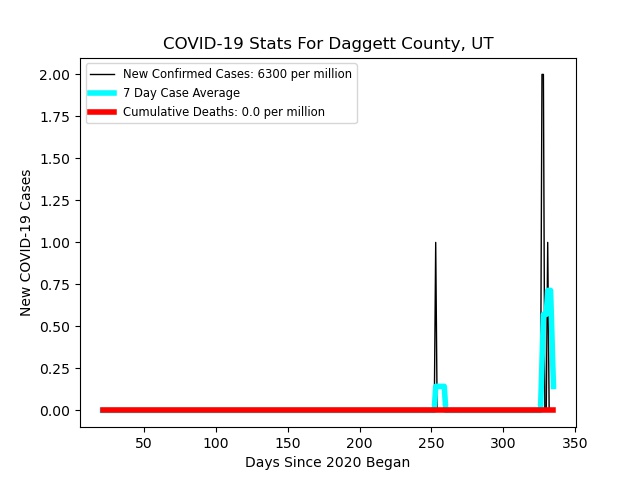 COVID-19 Stats For Daggett County, UT
New Confirmed Cases: 6300 per million
7 Day Case Average
Cumulative Deaths: 0.0 per million
New COVID-19 Cases
2.00
1.75
1.50
1.25
1.00
0.75
0.50
0.25
0.00
50 100 150 200 250 300 350
Days Since 2020 Began